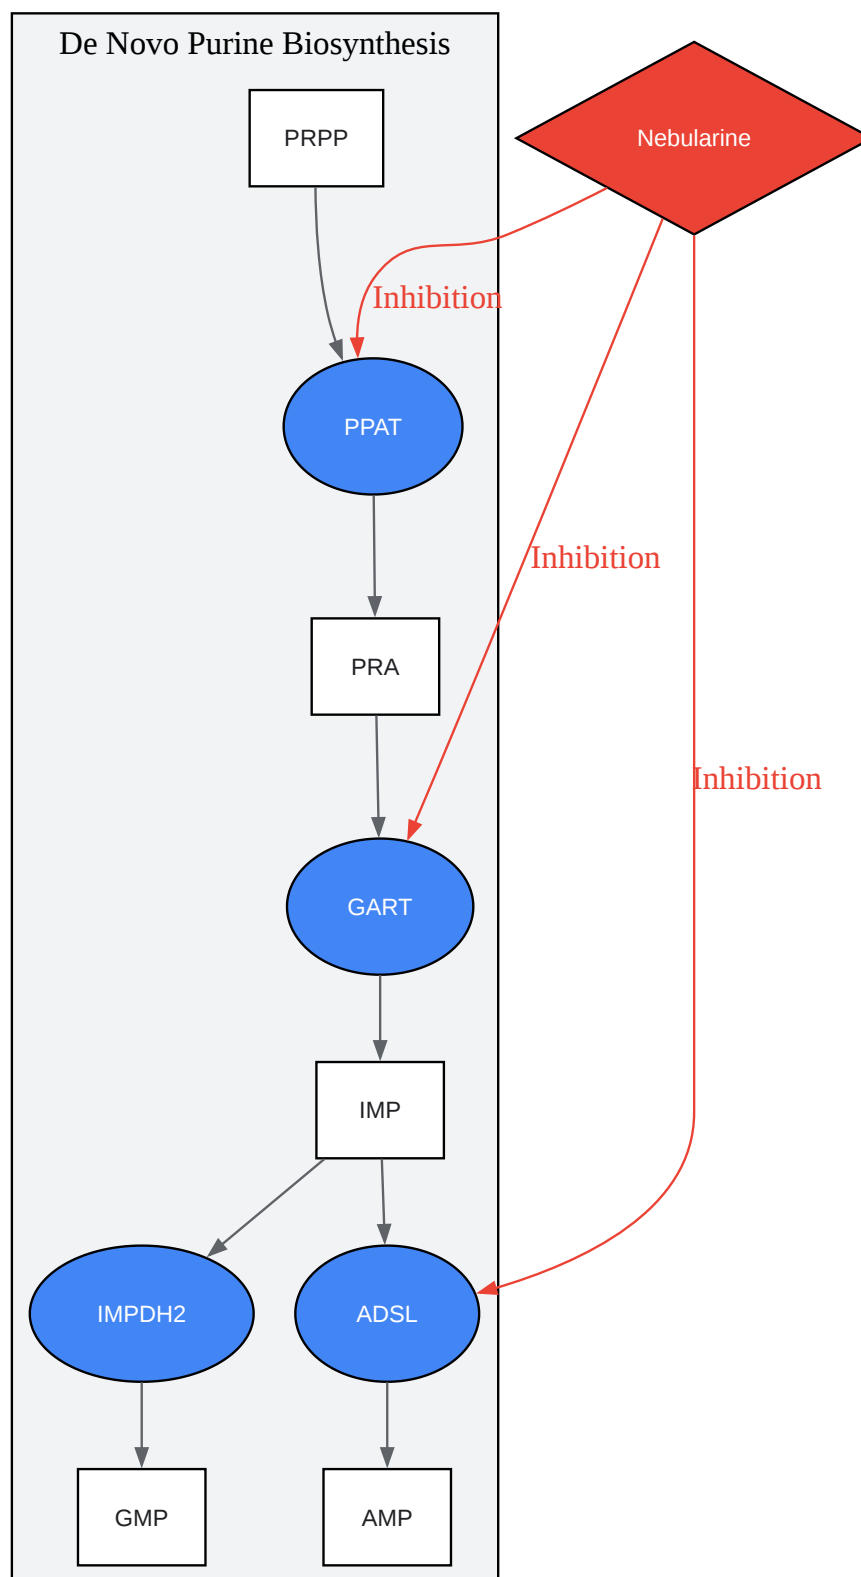 De Novo Purine Biosynthesis
PRPP
Nebularine
Inhibition
PPAT
Inhibition
PRA
Inhibition
GART
IMP
IMPDH2
ADSL
GMP
AMP